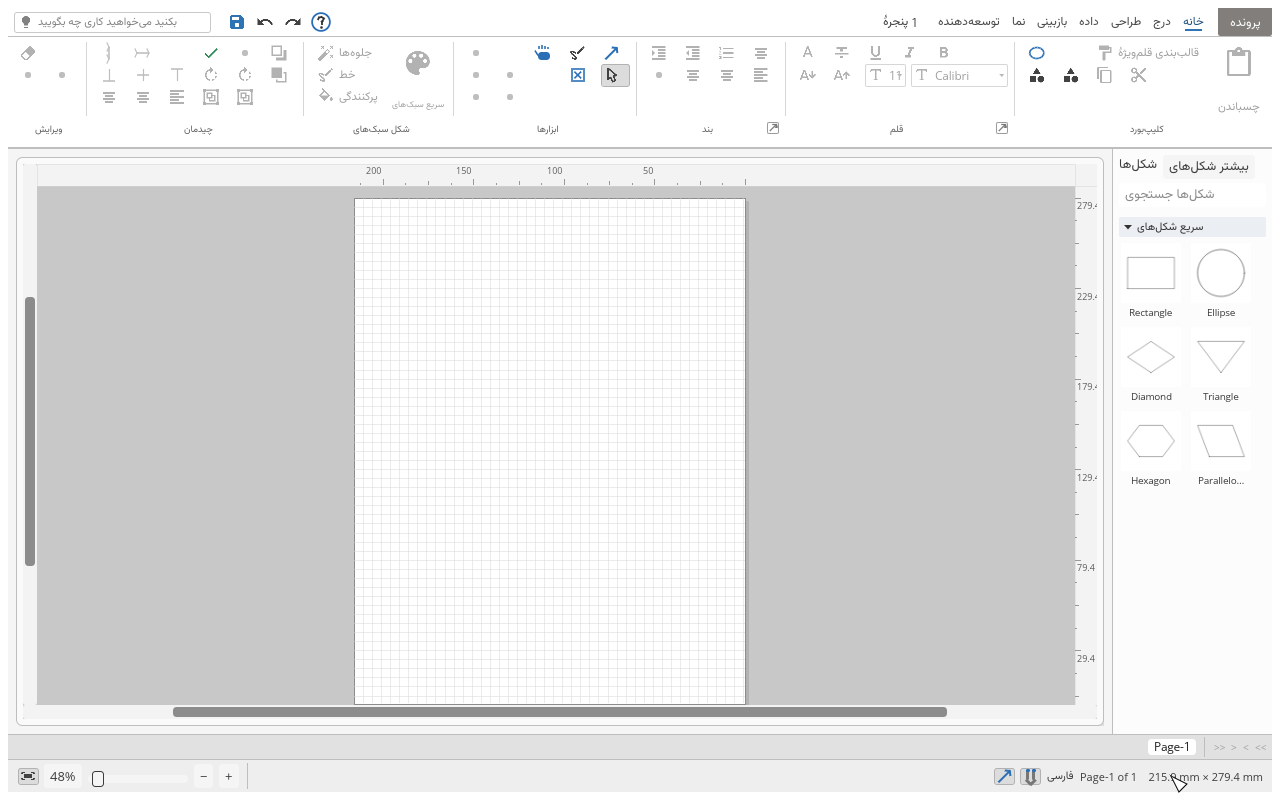 پرونده
خانه
درج
طراحی
داده
بازبینی
نما
توسعه‌دهنده
پنجرهٔ 1
بکنید می‌خواهید کاری چه بگویید
چسباندن
قالب‌بندی قلم‌ویژهٔ
کلیپ‌بورد
Calibri
B
U
A
A
A
قلم
بند
ابزارها
سریع سبک‌های
جلوه‌ها
خط
پرکنندگی
شکل سبک‌های
چیدمان
ویرایش
200
150
100
50
279.4
229.4
179.4
129.4
79.4
29.4
شکل‌ها
بیشتر شکل‌های
شکل‌ها جستجوی
سریع شکل‌های
Rectangle
Ellipse
Diamond
Triangle
Hexagon
Parallelo...
Page-1
<< < > >>
48%
فارسی
Page-1 of 1
mm × 279.4 mm